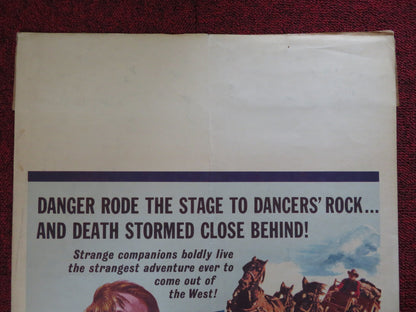 DANGER RODE THE STAGE TO DANCERS' ROCK...
AND DEATH STORMED CLOSE BEHIND!
Strange companions boldly live
the strangest adventure ever to
come out of
the West!